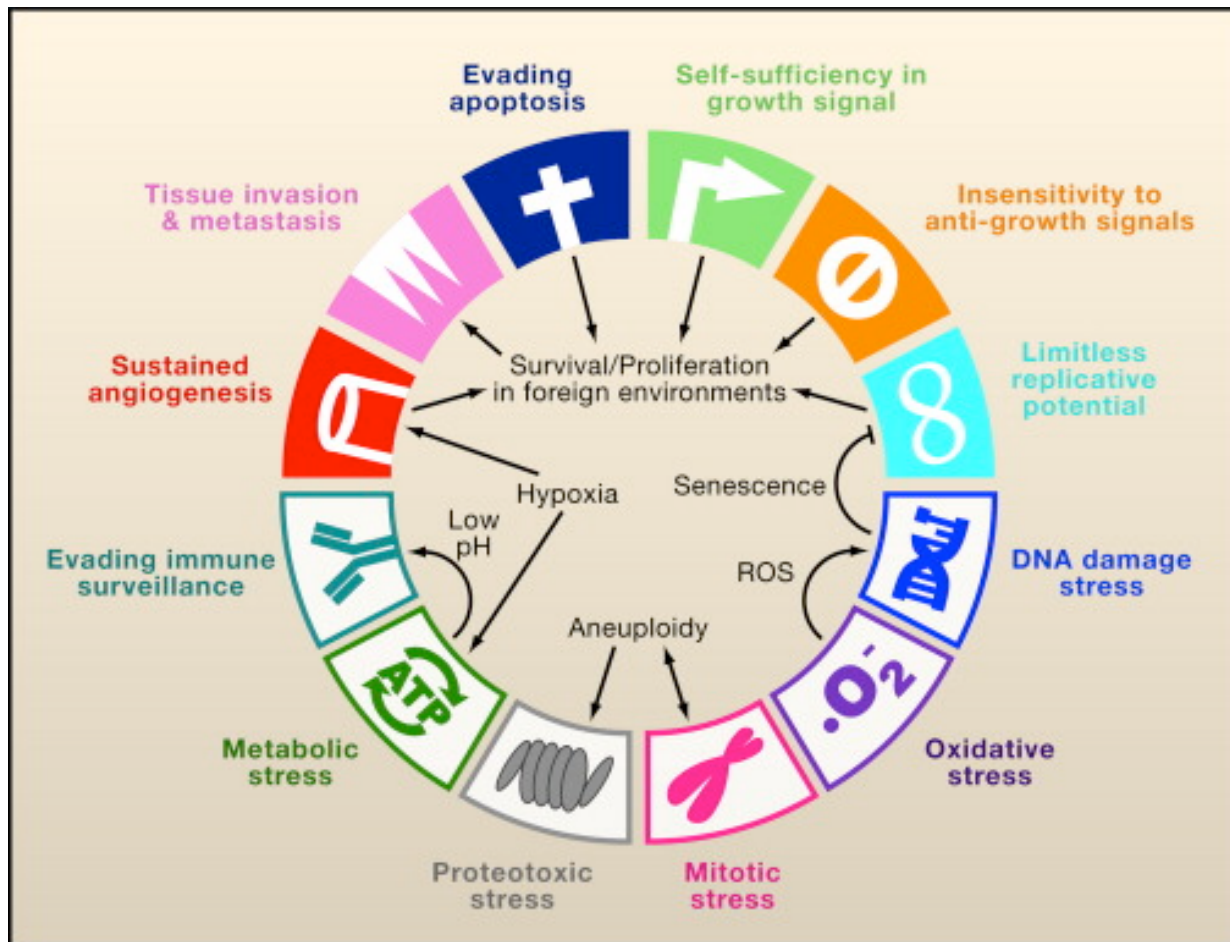 Evading
apoptosis
Self-sufficiency in
growth signal
Tissue invasion
& metastasis
Insensitivity to
anti-growth signals
Sustained
angiogenesis
Survival/Proliferation
in foreign environments
Limitless
replicative
potential
Hypoxia
Senescence
Low
pH
Evading immune
surveillance
ROS
DNA damage
stress
Aneuploidy
ATP
•O2-
Metabolic
stress
Oxidative
stress
Proteotoxic
stress
Mitotic
stress